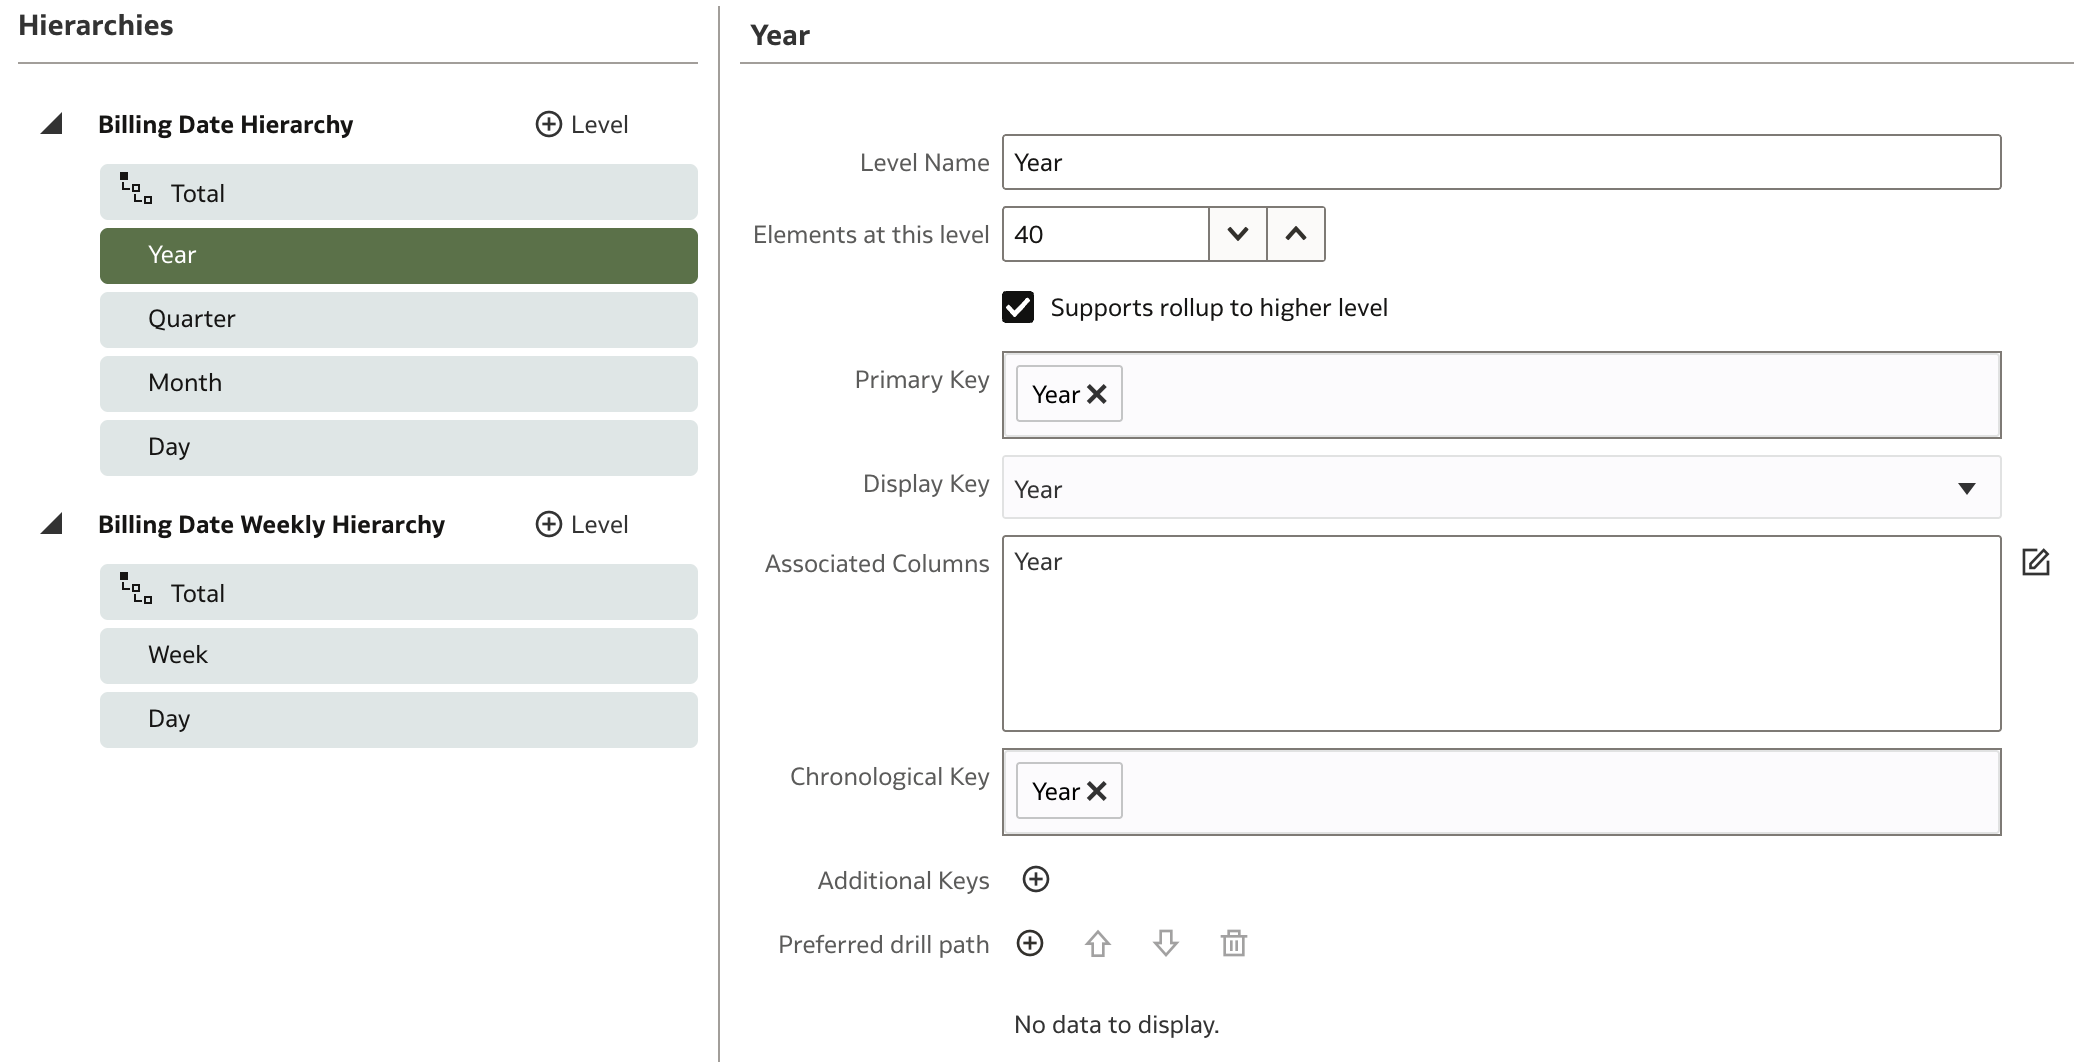 Hierarchies
Billing Date Hierarchy
Level
Total
Year
Quarter
Month
Day
Billing Date Weekly Hierarchy
Level
Total
Week
Day
Year
Level Name
Year
Elements at this level
40
Supports rollup to higher level
Primary Key
Year
Display Key
Year
Associated Columns
Year
Chronological Key
Year
Additional Keys
Preferred drill path
No data to display.